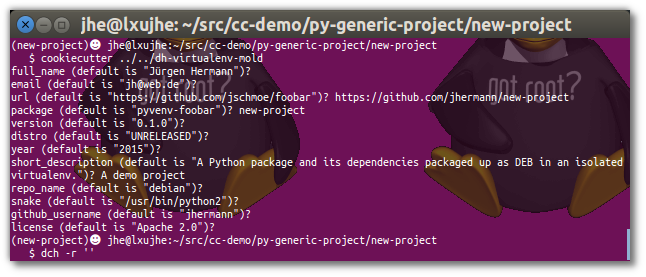 jhe@lxujhe: ~/src/cc-demo/py-generic-project/new-project
(new-project)☻ jhe@lxujhe:~/src/cc-demo/py-generic-project/new-project
$ cookiecutter ../../dh-virtualenv-mold
full_name (default is "Jürgen Hermann")?
email (default is "jh@web.de")?
url (default is "https://github.com/jschmoe/foobar")? https://github.com/jhermann/new-project
package (default is "pyvenv-foobar")? new-project
version (default is "0.1.0")?
distro (default is "UNRELEASED")?
year (default is "2015")?
short_description (default is "A Python package and its dependencies packaged up as DEB in an isolated
virtualenv.")? A demo project
repo_name (default is "debian")?
snake (default is "/usr/bin/python2")?
github_username (default is "jhermann")?
license (default is "Apache 2.0")?
(new-project)☻ jhe@lxujhe:~/src/cc-demo/py-generic-project/new-project
$ dch -r ''
got root?
got root?